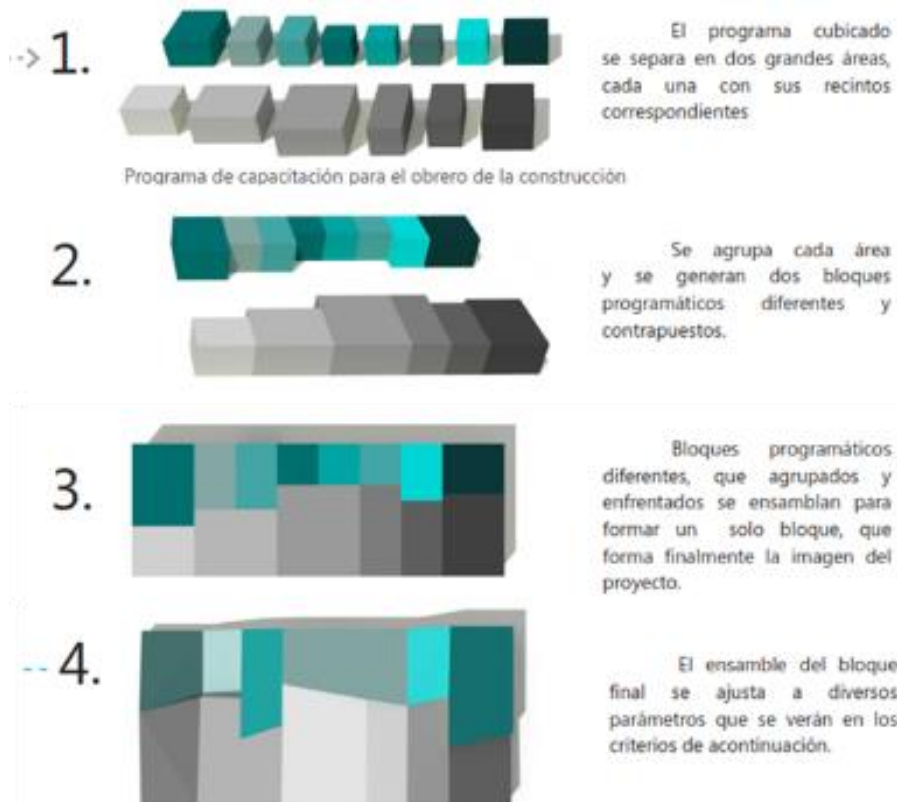 1.
El programa cubicado
se separa en dos grandes áreas,
cada una con sus recintos
correspondientes
Programa de capacitación para el obrero de la construcción
2.
Se agrupa cada área
y se generan dos bloques
programáticos diferentes y
contrapuestos.
3.
Bloques programáticos
diferentes, que agrupados y
enfrentados se ensamblan para
formar un solo bloque, que
forma finalmente la imagen del
proyecto.
4.
El ensamble del bloque
final se ajusta a diversos
parámetros que se verán en los
criterios de acontinuación.